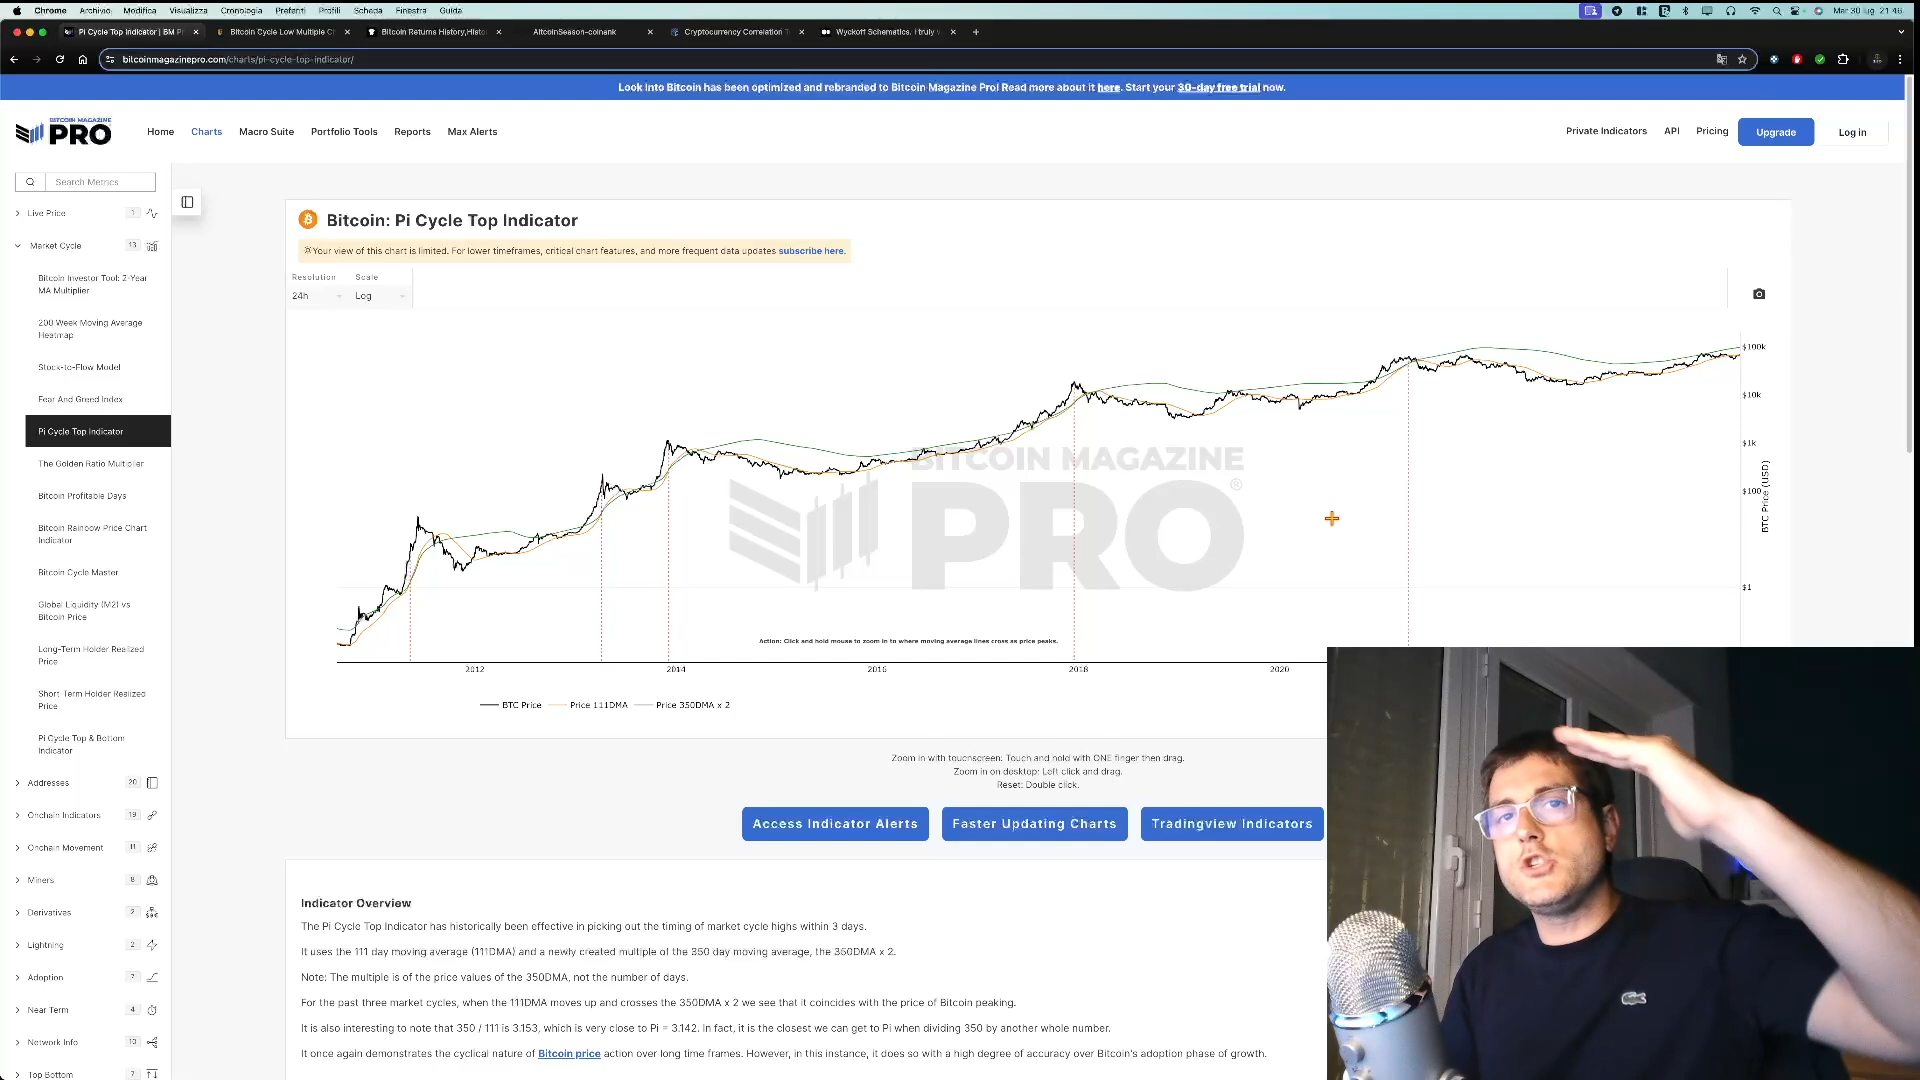 Chrome Archivio Modifica Visualizza Cronologia Preferiti Profili Scheda Finestra Guida Mar 30 lug 21:46
Pi Cycle Top Indicator | BM P Bitcoin Cycle Low Multiple C Bitcoin Returns History,Histo AltcoinSeason-coinank Cryptocurrency Correlation T Wyckoff Schematics. I truly
bitcoinmagazinepro.com/charts/pi-cycle-top-indicator/
Look Into Bitcoin has been optimized and rebranded to Bitcoin Magazine Pro! Read more about it here. Start your 30-day free trial now.
BITCOIN MAGAZINE
PRO
Home Charts Macro Suite Portfolio Tools Reports Max Alerts Private Indicators API Pricing Upgrade Log in
Search Metrics
Live Price 1
Market Cycle 13
Bitcoin Investor Tool: 2-Year
MA Multiplier
200 Week Moving Average
Heatmap
Stock-to-Flow Model
Fear And Greed Index
Pi Cycle Top Indicator
The Golden Ratio Multiplier
Bitcoin Profitable Days
Bitcoin Rainbow Price Chart
Indicator
Bitcoin Cycle Master
Global Liquidity (M2) vs
Bitcoin Price
Long-Term Holder Realized
Price
Short-Term Holder Realized
Price
Pi Cycle Top & Bottom
Indicator
Addresses 20
Onchain Indicators 19
Onchain Movement 11
Miners 8
Derivatives 2
Lightning 2
Adoption 7
Near Term 4
Network Info 10
Top Bottom 7
Bitcoin: Pi Cycle Top Indicator
Your view of this chart is limited. For lower timeframes, critical chart features, and more frequent data updates subscribe here.
Resolution Scale
24h Log
$100k
$10k
$1k
$100
$1
BTC Price (USD)
BITCOIN MAGAZINE
PRO®
Action: Click and hold mouse to zoom in to where moving average lines cross as price peaks.
2012 2014 2016 2018 2020
BTC Price Price 111DMA Price 350DMA x 2
Zoom in with touchscreen: Touch and hold with ONE finger then drag.
Zoom in on desktop: Left click and drag.
Reset: Double click.
Access Indicator Alerts Faster Updating Charts Tradingview Indicators
Indicator Overview
The Pi Cycle Top Indicator has historically been effective in picking out the timing of market cycle highs within 3 days.
It uses the 111 day moving average (111DMA) and a newly created multiple of the 350 day moving average, the 350DMA x 2.
Note: The multiple is of the price values of the 350DMA, not the number of days.
For the past three market cycles, when the 111DMA moves up and crosses the 350DMA x 2 we see that it coincides with the price of Bitcoin peaking.
It is also interesting to note that 350 / 111 is 3.153, which is very close to Pi = 3.142. In fact, it is the closest we can get to Pi when dividing 350 by another whole number.
It once again demonstrates the cyclical nature of Bitcoin price action over long time frames. However, in this instance, it does so with a high degree of accuracy over Bitcoin's adoption phase of growth.